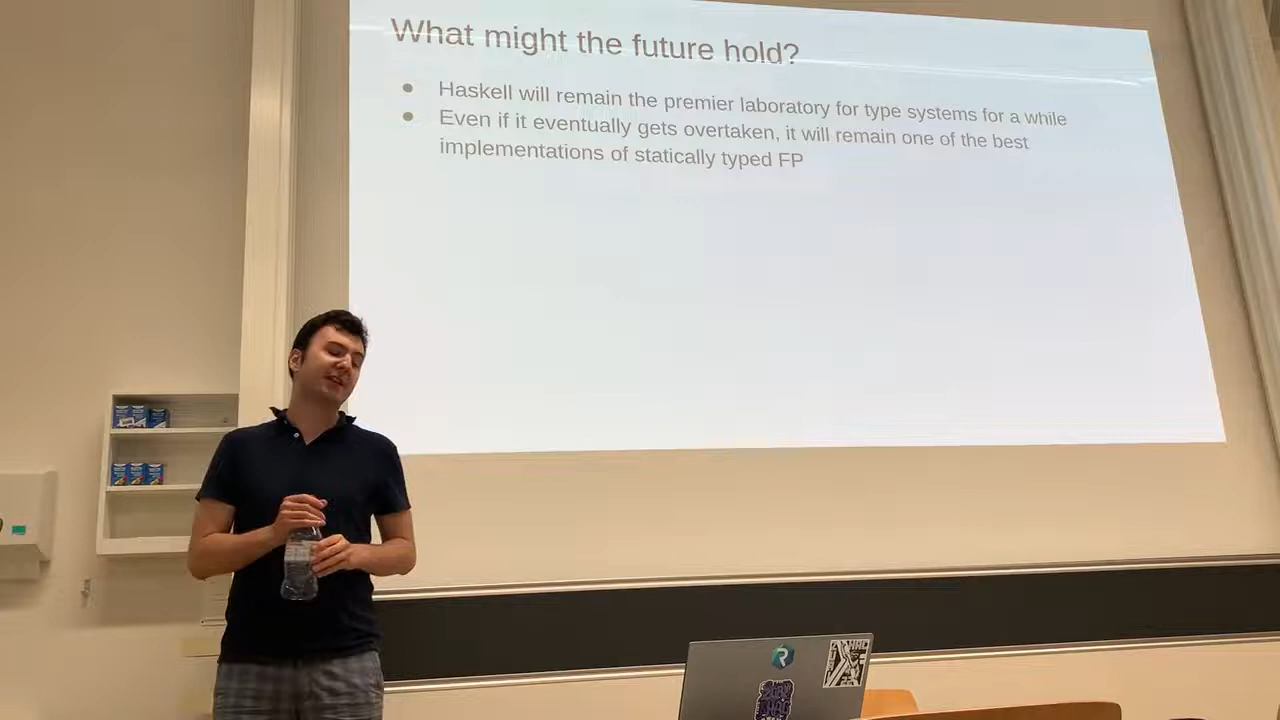 What might the future hold?
Haskell will remain the premier laboratory for type systems for a while
Even if it eventually gets overtaken, it will remain one of the best
implementations of statically typed FP